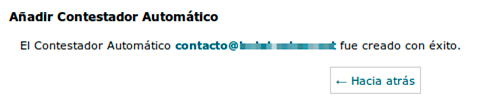 Añadir Contestador Automático
El Contestador Automático contacto@ fue creado con éxito.
← Hacia atrás